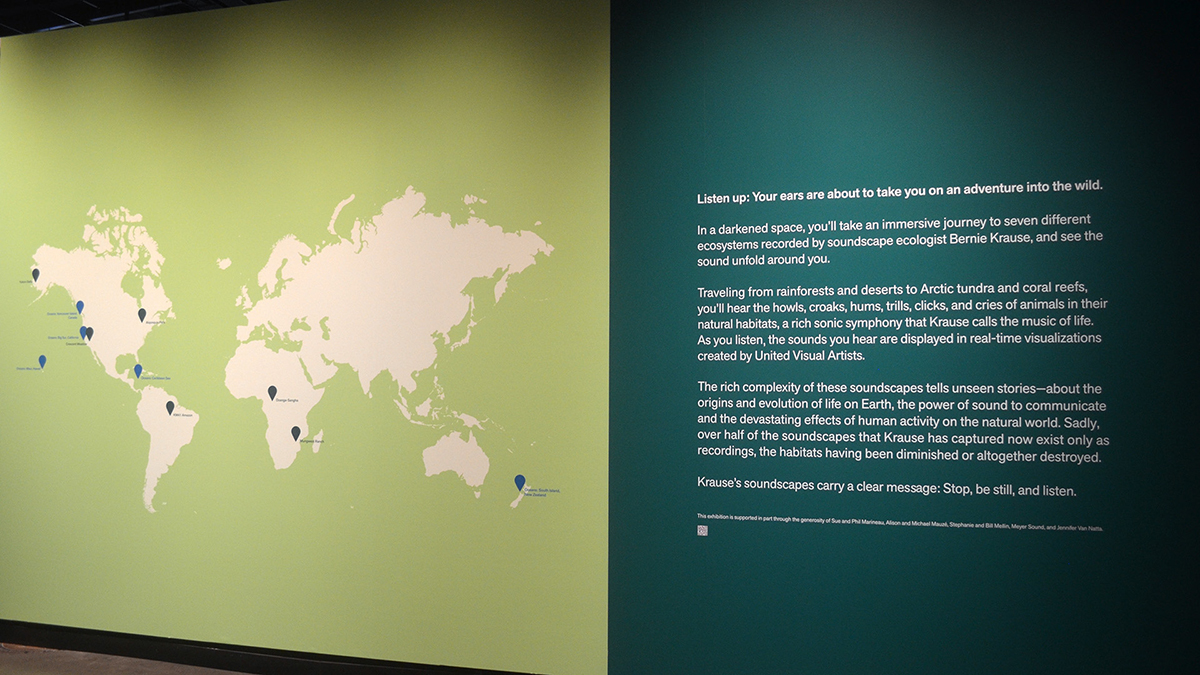 Ocean: South Island,
New Zealand
Listen up: Your ears are about to take you on an adventure into the wild.
In a darkened space, you'll take an immersive journey to seven different
ecosystems recorded by soundscape ecologist Bernie Krause, and see the
sound unfold around you.
Traveling from rainforests and deserts to Arctic tundra and coral reefs,
you'll hear the howls, croaks, hums, trills, clicks, and cries of animals in their
natural habitats, a rich sonic symphony that Krause calls the music of life.
As you listen, the sounds you hear are displayed in real-time visualizations
created by United Visual Artists.
The rich complexity of these soundscapes tells unseen stories—about the
origins and evolution of life on Earth, the power of sound to communicate
and the devastating effects of human activity on the natural world. Sadly,
over half of the soundscapes that Krause has captured now exist only as
recordings, the habitats having been diminished or altogether destroyed.
Krause's soundscapes carry a clear message: Stop, be still, and listen.
This exhibition is supported in part through the generosity of Sue and Phil Marineau, Alison and Michael Mauzé, Stephanie and Bill Mellin, Meyer Sound, and Jennifer Van Natta.